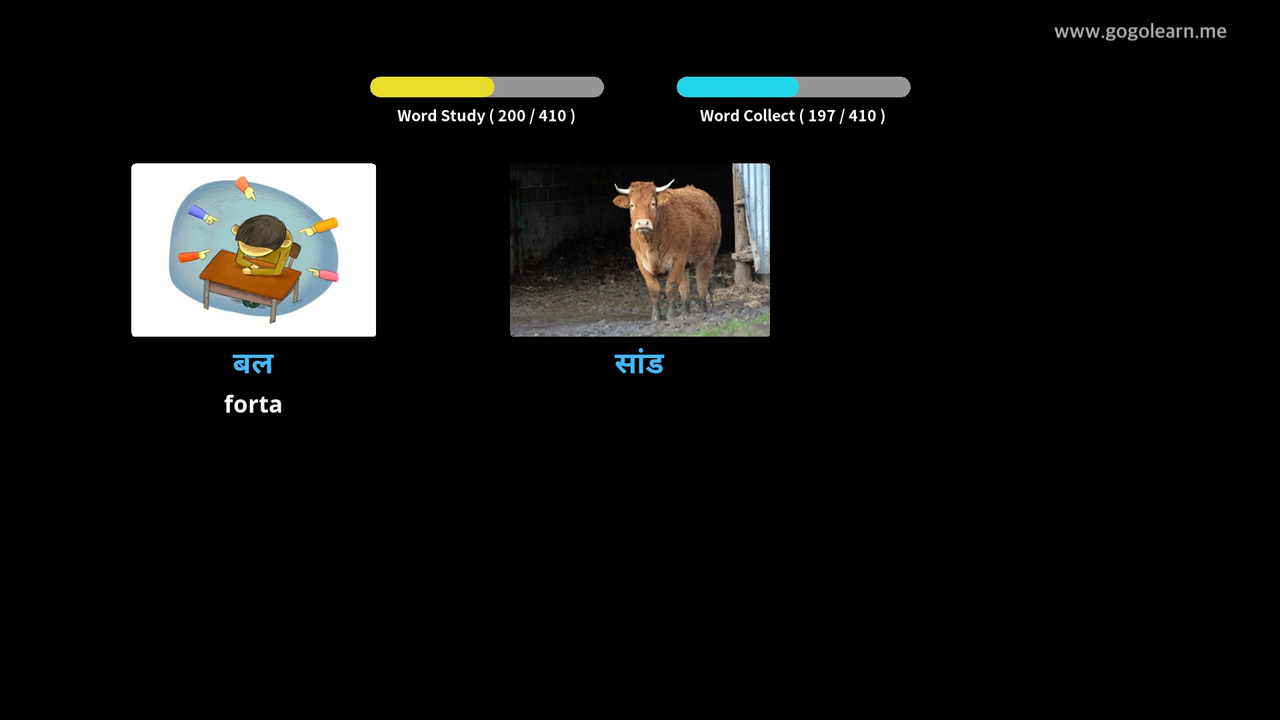 www.gogolearn.me
Word Study ( 200 / 410 )
Word Collect ( 197 / 410 )
बल
सांड
forta